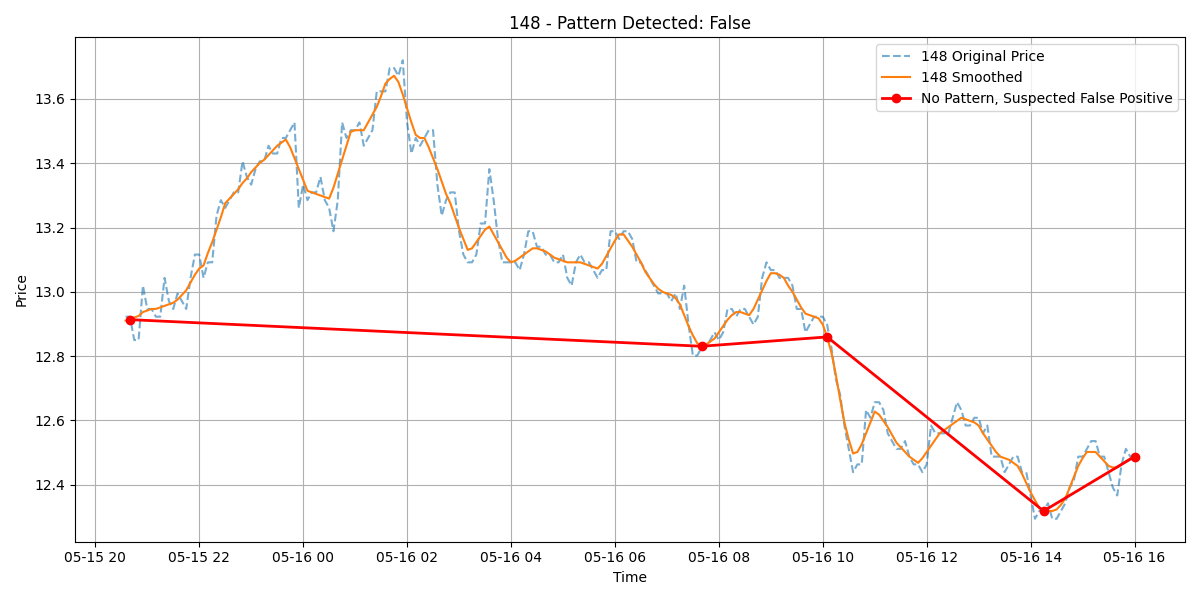 148 - Pattern Detected: False
148 Original Price
148 Smoothed
No Pattern, Suspected False Positive
Price
13.6
13.4
13.2
13.0
12.8
12.6
12.4
05-15 20 05-15 22 05-16 00 05-16 02 05-16 04 05-16 06 05-16 08 05-16 10 05-16 12 05-16 14 05-16 16
Time